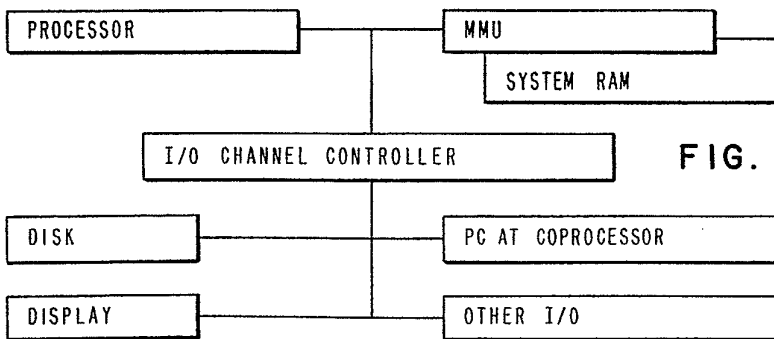 PROCESSOR
MMU
SYSTEM RAM
I/O CHANNEL CONTROLLER
FIG.
DISK
PC AT COPROCESSOR
DISPLAY
OTHER I/O